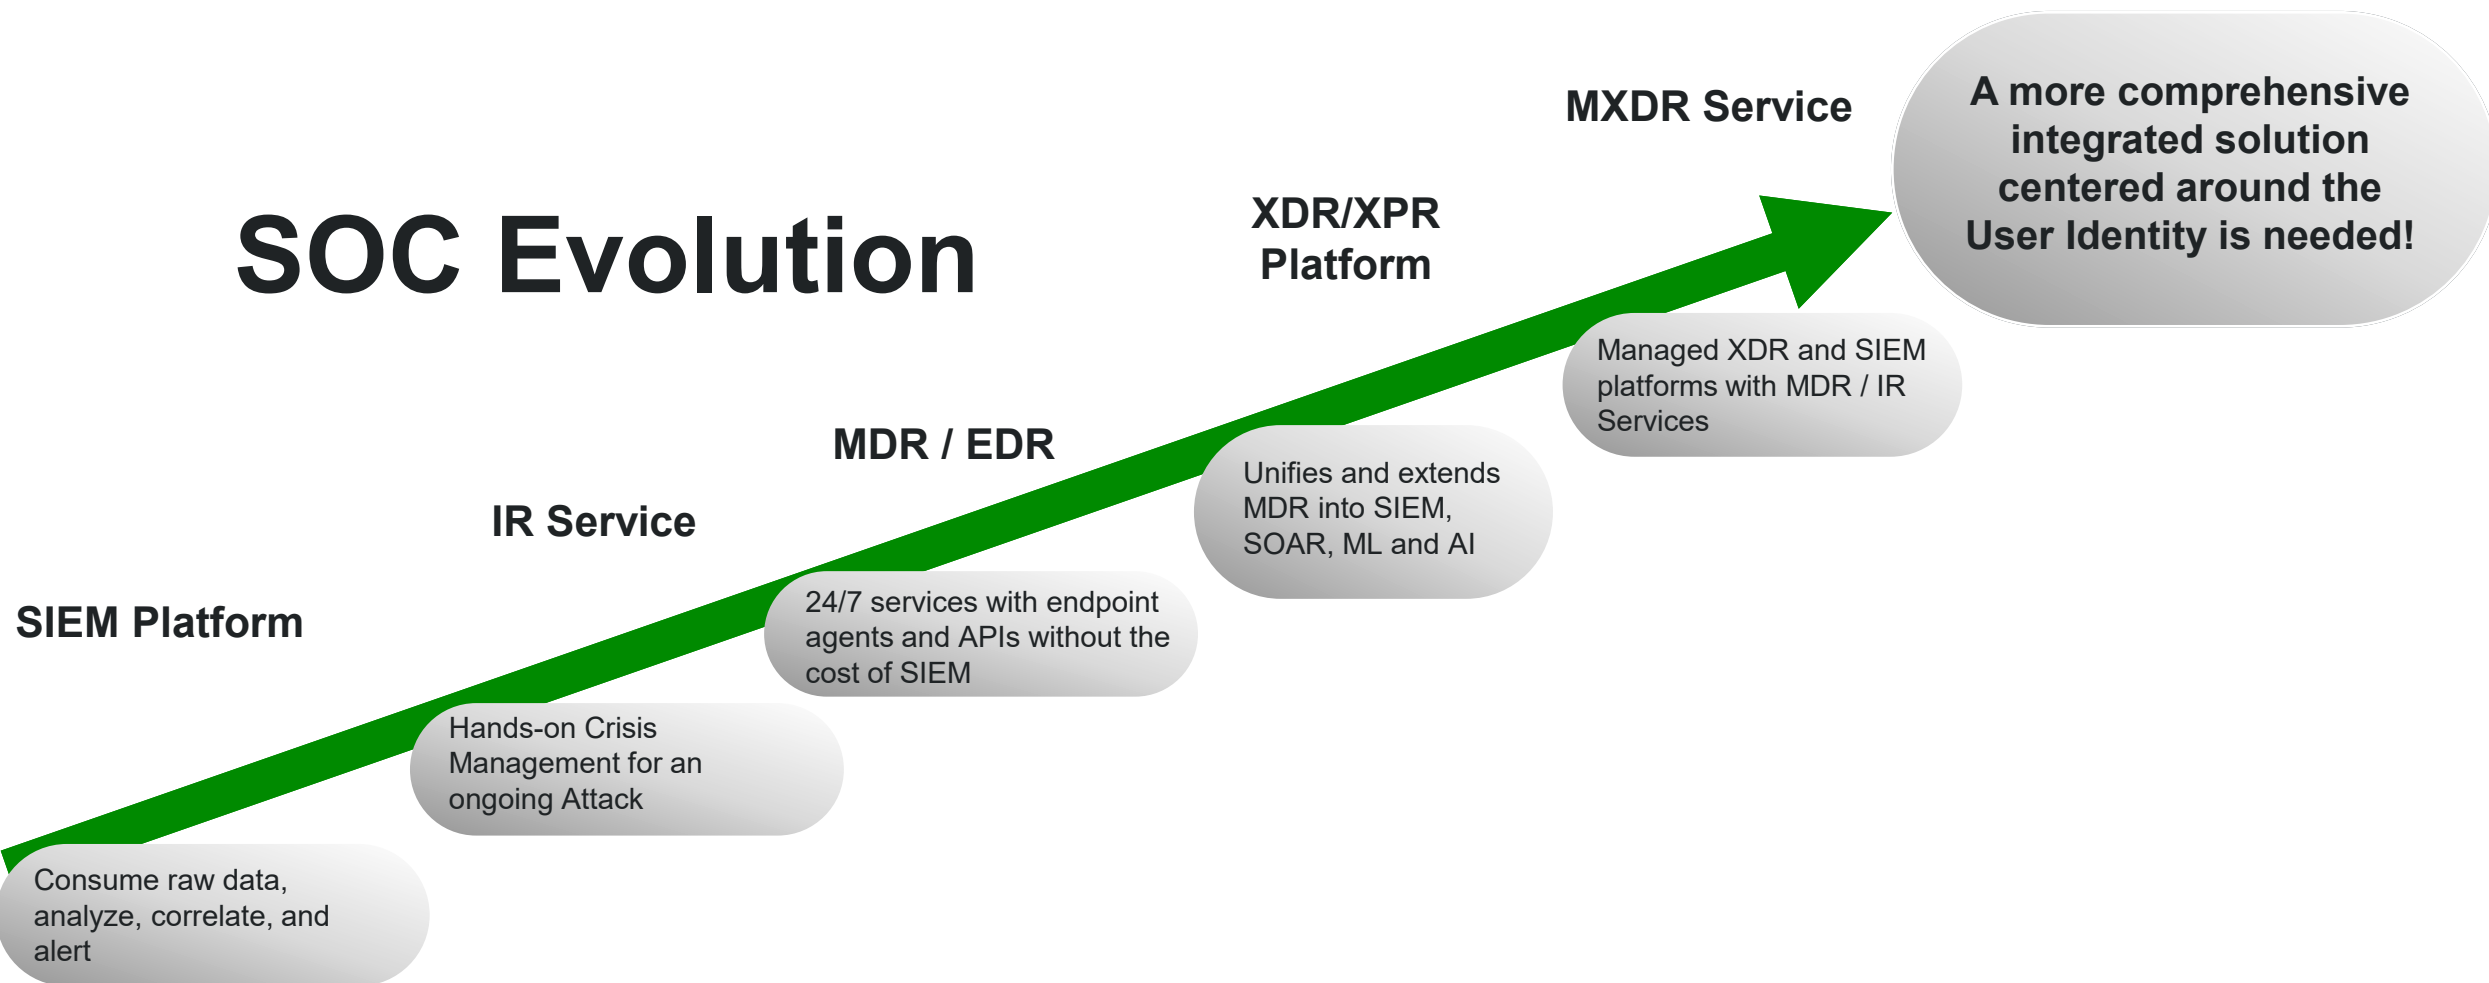 SOC Evolution
SIEM Platform
Consume raw data,
analyze, correlate, and
alert
IR Service
Hands-on Crisis
Management for an
ongoing Attack
MDR / EDR
24/7 services with endpoint
agents and APIs without the
cost of SIEM
XDR/XPR
Platform
Unifies and extends
MDR into SIEM,
SOAR, ML and AI
MXDR Service
Managed XDR and SIEM
platforms with MDR / IR
Services
A more comprehensive
integrated solution
centered around the
User Identity is needed!